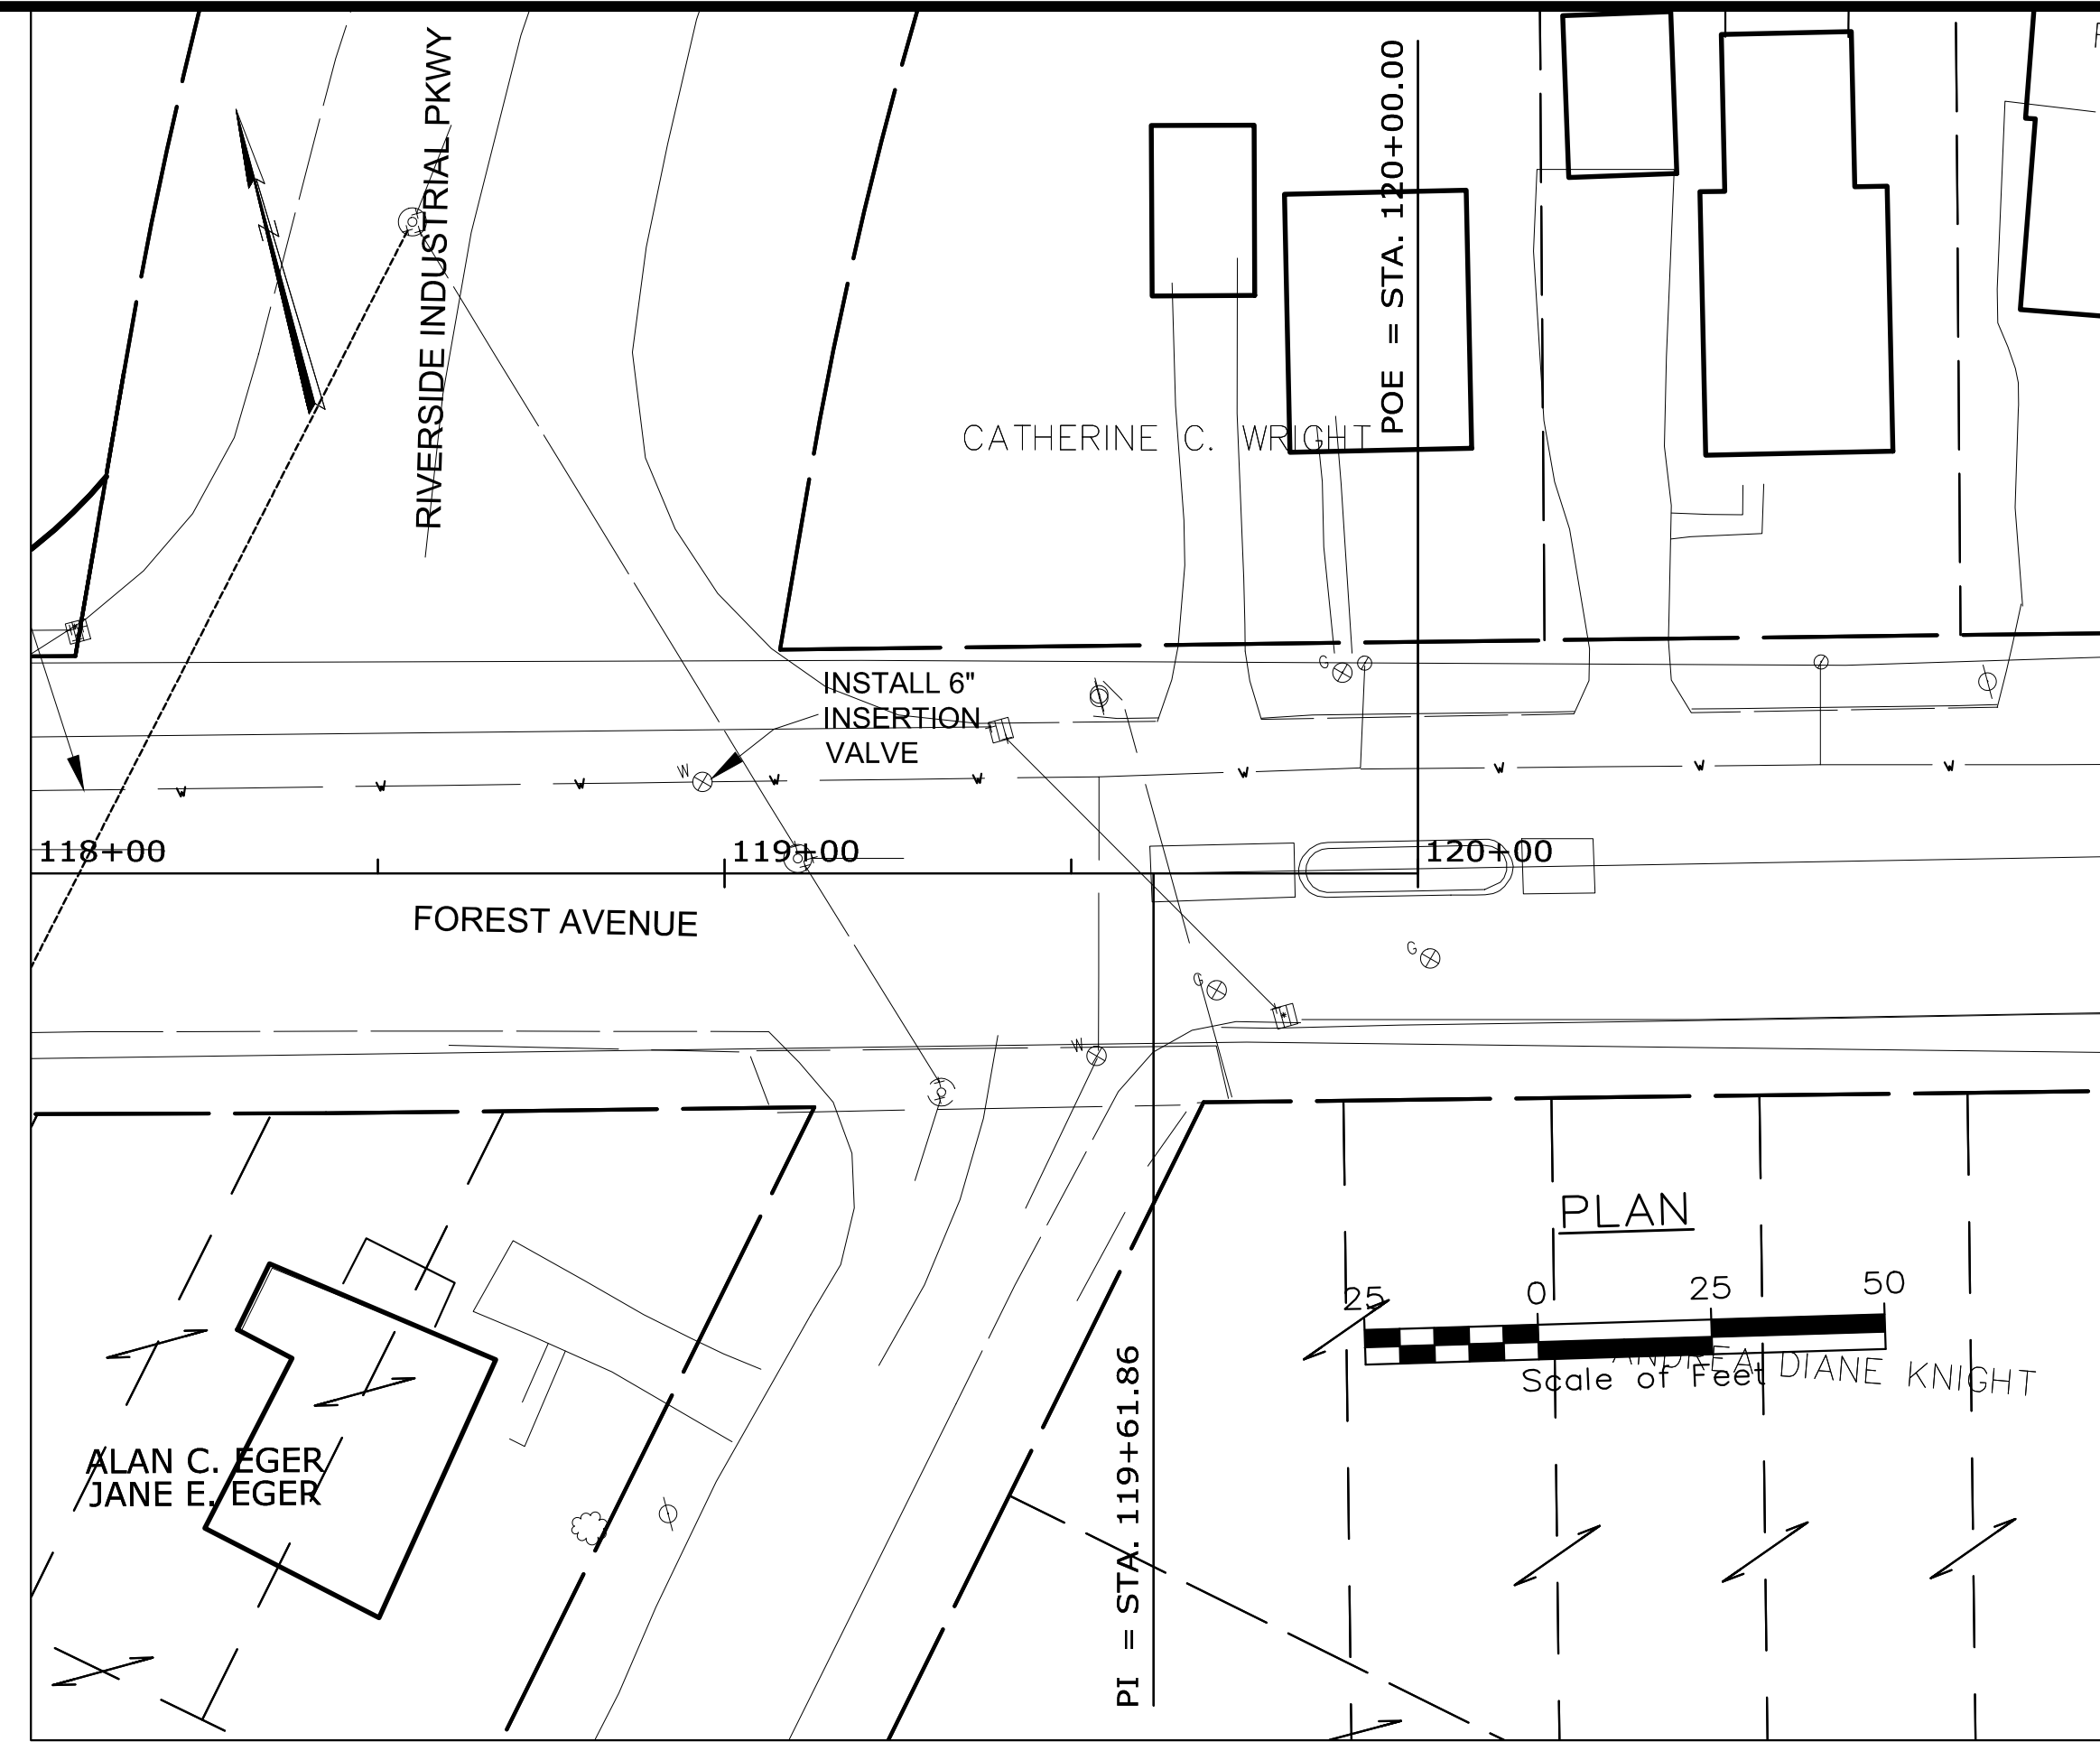 RIVERSIDE INDUSTRIAL PKWY
POE = STA. 120+00.00
CATHERINE C. WRIGHT
G
INSTALL 6"
INSERTION
VALVE
W
W W W W W W W W W
118+00
119+00
120+00
FOREST AVENUE
G
G
W
PLAN
25 0 25 50
Scale of Feet
ANDREA DIANE KNIGHT
PI = STA. 119+61.86
ALAN C. EGER
JANE E. EGER